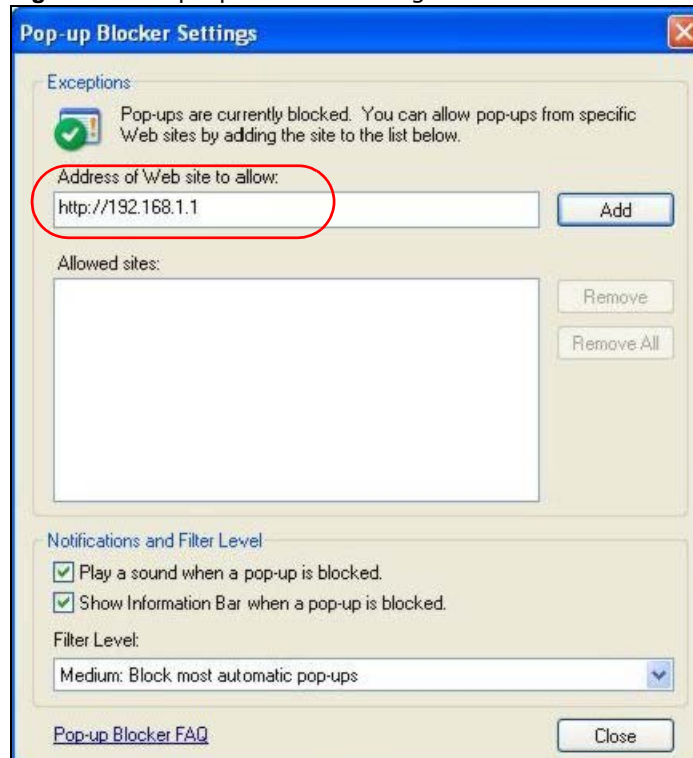 Pop-up Blocker Settings
Exceptions
Pop-ups are currently blocked. You can allow pop-ups from specific
Web sites by adding the site to the list below.
Address of Web site to allow:
http://192.168.1.1
Add
Allowed sites:
Remove
Remove All
Notifications and Filter Level
Play a sound when a pop-up is blocked.
Show Information Bar when a pop-up is blocked.
Filter Level:
Medium: Block most automatic pop-ups
Pop-up Blocker FAQ
Close